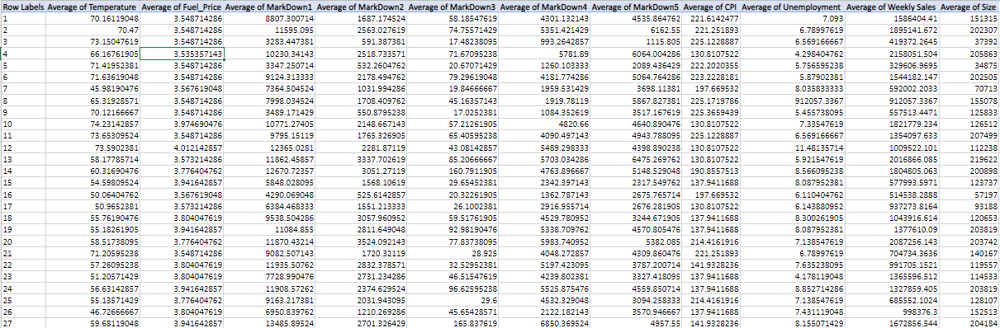 Row Labels Average of Temperature Average of Fuel_Price Average of MarkDown1 Average of MarkDown2 Average of MarkDown3 Average of MarkDown4 Average of MarkDown5 Average of CPI Average of Unemployment Average of Weekly Sales Average of Size
1 70.16119048 3.548714286 8807.300714 1687.174524 58.18547619 4301.132143 4535.864762 221.6142477 7.093 1586404.41 151315
2 70.47 3.548714286 11595.095 2563.027619 74.75571429 5351.421429 6162.55 221.251893 6.78997619 1895141.672 202307
3 73.15047619 3.548714286 3283.447381 591.387381 17.48238095 993.2642857 1115.805 225.1228887 6.569166667 419372.2645 37392
4 66.16761905 3.535357143 10230.34143 2518.733571 71.67095238 5781.89 6064.004286 130.8107522 4.298404762 2158051.504 205863
5 71.41952381 3.548714286 3347.250714 532.2604762 20.67071429 1260.103333 2089.436429 222.2020355 5.756595238 329606.9695 34875
6 71.63619048 3.548714286 9124.313333 2178.494762 79.29619048 4181.774286 5064.764286 223.2228181 5.87902381 1544182.147 202505
7 45.98190476 3.567619048 7364.504524 1031.994286 19.84666667 1959.531429 3698.11381 197.669532 8.035833333 592002.2033 70713
8 65.31928571 3.548714286 7998.034524 1708.409762 45.16357143 1919.78119 5867.827381 225.1719786 912057.3367 912057.3367 155078
9 70.12166667 3.548714286 3489.171429 550.8795238 17.0252381 1084.352619 3517.167619 225.3659439 5.455738095 557513.4471 125833
10 74.23142857 3.974690476 10771.27405 2148.667143 57.21261905 4820.66 4640.890476 130.8107522 7.33547619 1821779.234 126512
11 73.65309524 3.548714286 9795.15119 1765.326905 65.40595238 4090.497143 4943.788095 225.1228887 6.569166667 1354097.633 207499
12 73.5902381 4.012142857 12365.0281 2281.87119 43.08142857 5489.298333 4398.890238 130.8107522 11.48135714 1009522.101 112238
13 58.17785714 3.573214286 11862.45857 3337.702619 85.20666667 5703.034286 6475.269762 130.8107522 5.921547619 2016866.085 219622
14 60.31690476 3.776404762 12670.72357 3051.27119 160.7911905 4763.896667 5148.529048 190.8557513 8.566095238 1804805.063 200898
15 54.59809524 3.941642857 5848.028095 1568.10619 29.65452381 2342.397143 2317.549762 137.9411688 8.087952381 577993.5971 123737
16 50.06404762 3.567619048 4290.069048 525.6142857 20.32261905 1362.787143 2675.765714 197.669532 6.110404762 514538.2888 57197
17 50.9652381 3.573214286 6384.468333 1551.213333 26.1002381 2916.955714 2676.281905 130.8107522 6.143880952 937273.8164 93188
18 55.76190476 3.804047619 9538.504286 3057.960952 59.51761905 4529.780952 3244.671905 137.9411688 8.300261905 1043916.614 120653
19 55.18261905 3.941642857 11084.855 2811.649048 92.98190476 5338.709762 4570.805476 137.9411688 8.087952381 1377610.09 203819
20 58.51738095 3.776404762 11870.43214 3524.092143 77.83738095 5983.740952 5382.085 214.4161916 7.138547619 2087256.143 203742
21 71.20595238 3.548714286 9082.507143 1720.32119 28.925 4048.272857 4309.860476 221.251893 6.78997619 704734.3636 140167
22 57.26095238 3.804047619 11935.50762 2832.378571 32.52952381 5197.423095 3787.200714 141.9328236 7.635238095 991705.1521 119557
23 51.20571429 3.804047619 7728.990476 2731.234286 46.51547619 4239.802381 3327.418095 137.9411688 4.178119048 1365596.512 114533
24 56.63142857 3.941642857 11908.57262 2374.629524 96.62595238 5525.875476 4559.850714 137.9411688 8.852714286 1327859.405 203819
25 55.13571429 3.776404762 9163.217381 2031.943095 29.6 4532.329048 3094.258333 214.4161916 7.138547619 685552.1024 128107
26 46.72666667 3.804047619 6950.839762 1210.269286 45.65428571 2122.182143 3570.946667 137.9411688 7.431119048 998376.3 152513
27 59.68119048 3.941642857 13485.89524 2701.326429 165.837619 6850.369524 4957.55 141.9328236 8.155071429 1672856.544 204184